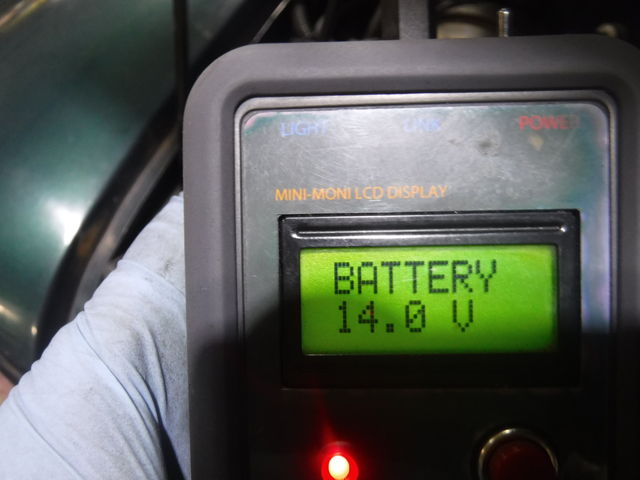 LIGHT LINK POWER
MINI-MONI LCD DISPLAY
BATTERY
14.0 V